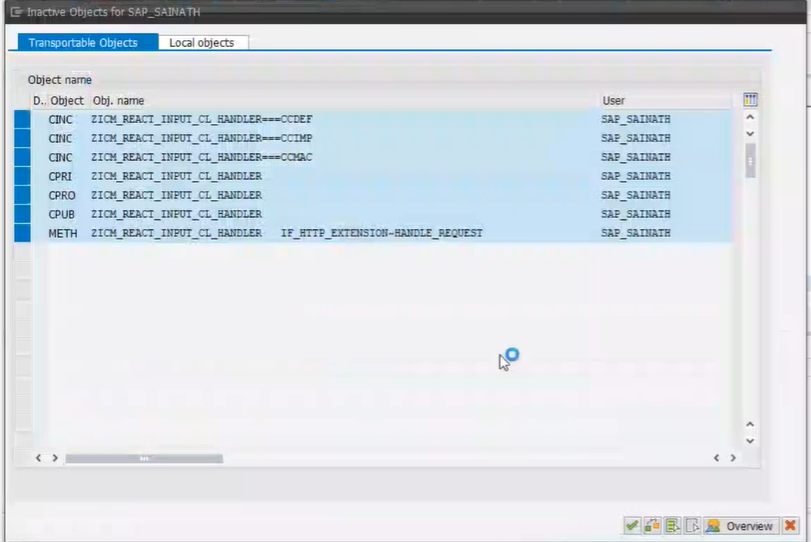 Inactive Objects for SAP_SAINATH
Transportable Objects Local objects
Object name
D.. Object Obj. name User
CINC ZICM_REACT_INPUT_CL_HANDLER===CCDEF SAP_SAINATH
CINC ZICM_REACT_INPUT_CL_HANDLER===CCIMP SAP_SAINATH
CINC ZICM_REACT_INPUT_CL_HANDLER===CCMAC SAP_SAINATH
CPRI ZICM_REACT_INPUT_CL_HANDLER SAP_SAINATH
CPRO ZICM_REACT_INPUT_CL_HANDLER SAP_SAINATH
CPUB ZICM_REACT_INPUT_CL_HANDLER SAP_SAINATH
METH ZICM_REACT_INPUT_CL_HANDLER IF_HTTP_EXTENSION~HANDLE_REQUEST SAP_SAINATH
Overview